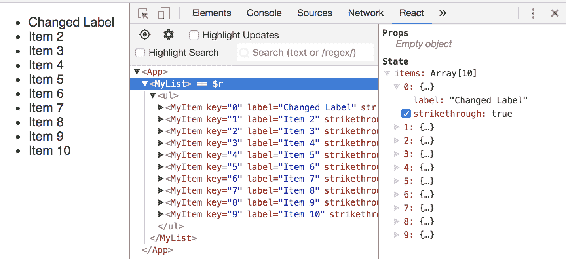 • Changed Label
• Item 2
• Item 3
• Item 4
• Item 5
• Item 6
• Item 7
• Item 8
• Item 9
• Item 10
Elements Console Sources Network React »
Highlight Updates
Highlight Search
Search (text or /regex/)
<App>
<MyList> == $r
<ul>
<MyItem key="0" label="Changed Label" str
<MyItem key="1" label="Item 2" strikethrou
<MyItem key="2" label="Item 3" strikethrou
<MyItem key="3" label="Item 4" strikethrou
<MyItem key="4" label="Item 5" strikethrou
<MyItem key="5" label="Item 6" strikethrou
<MyItem key="6" label="Item 7" strikethrou
<MyItem key="7" label="Item 8" strikethrou
<MyItem key="8" label="Item 9" strikethrou
<MyItem key="9" label="Item 10" strikethro
</ul>
</MyList>
</App>
Props
Empty object
State
items: Array[10]
0: {…}
label: "Changed Label"
strikethrough: true
1: {…}
2: {…}
3: {…}
4: {…}
5: {…}
6: {…}
7: {…}
8: {…}
9: {…}